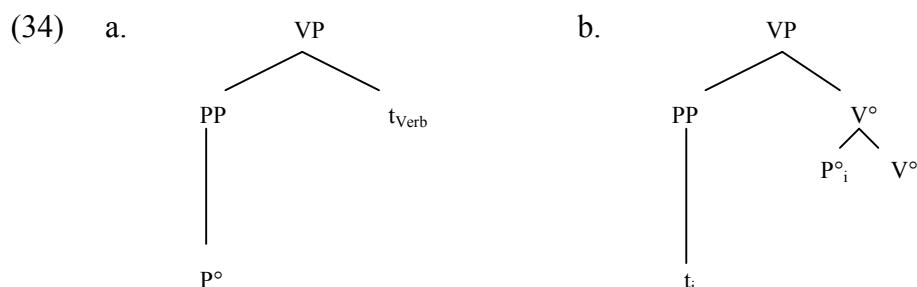 (34) a. VP b. VP
PP t_Verb PP V°
P°_i V°
P° t_i